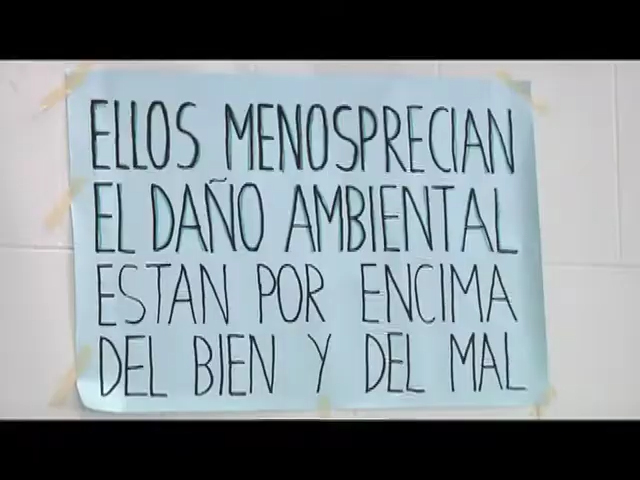 ELLOS MENOSPRECIAN
EL DAÑO AMBIENTAL
ESTAN POR ENCIMA
DEL BIEN Y DEL MAL